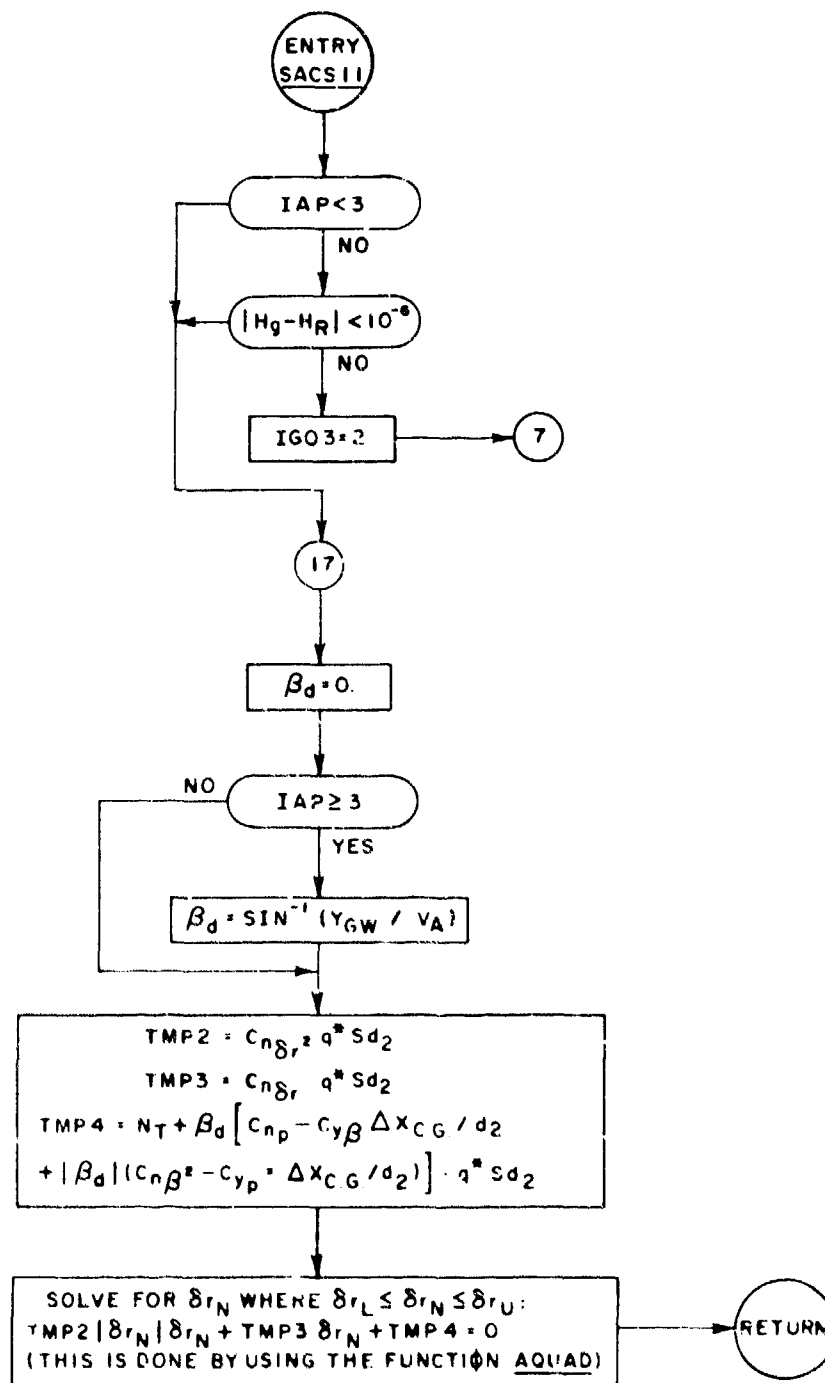 ENTRY
SACS11
IAP<3
NO
|Hg-HR|<10⁻⁶
NO
IGO3=2
7
17
βd=0.
NO
IAP≥3
YES
βd=SIN⁻¹(YGW / VA)
TMP2 = Cnδr² q* Sd2
TMP3 = Cnδr q* Sd2
TMP4 = NT + βd [Cnp - Cyβ ΔXCG / d2
+ |βd|(Cnβ² - Cyp² ΔXC.G/d2)] · q* Sd2
SOLVE FOR δrN WHERE δrL ≤ δrN ≤ δrU:
TMP2|δrN|δrN + TMP3 δrN + TMP4 = 0
(THIS IS DONE BY USING THE FUNCTIΦN AQUAD)
RETURN